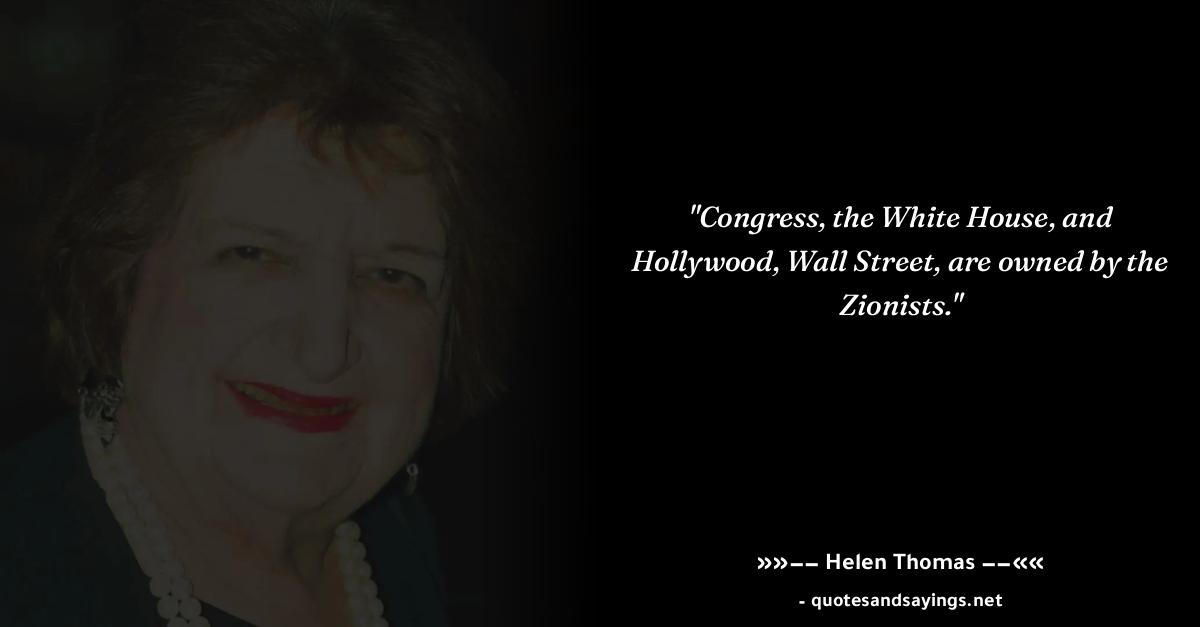 "Congress, the White House, and
Hollywood, Wall Street, are owned by the
Zionists."
»»−− Helen Thomas −−««
- quotesandsayings.net